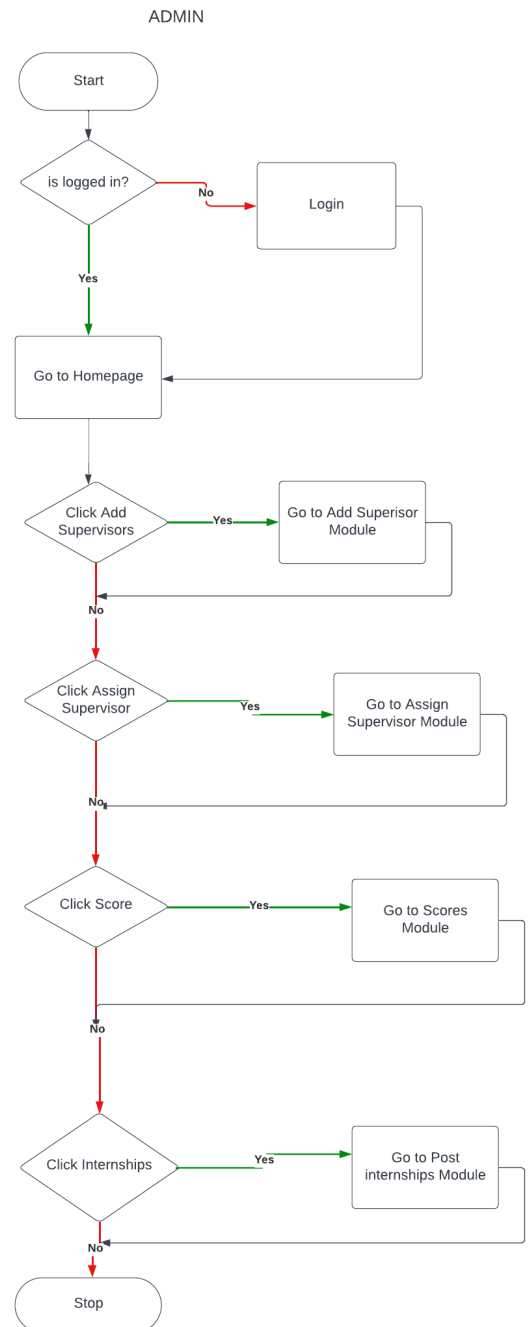 ADMIN
Start
is logged in?
No
Login
Yes
Go to Homepage
Click Add
Supervisors
Yes
Go to Add Superisor
Module
No
Click Assign
Supervisor
Yes
Go to Assign
Supervisor Module
No
Click Score
Yes
Go to Scores
Module
No
Click Internships
Yes
Go to Post
internships Module
No
Stop